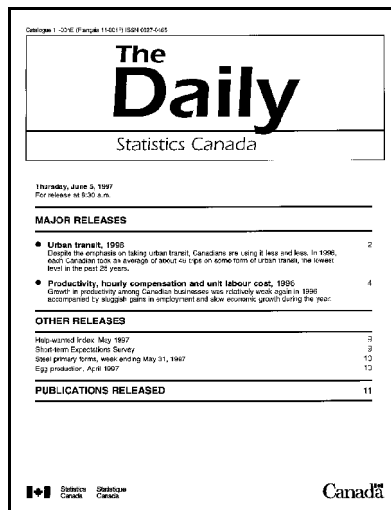 Catalogue 11-001E (Français 11-001F) ISSN 0827-0465
The
Daily
Statistics Canada
Thursday, June 5, 1997
For release at 8:30 a.m.
MAJOR RELEASES
● Urban transit, 1996 2
Despite the emphasis on taking urban transit, Canadians are using it less and less. In 1996,
each Canadian took an average of about 48 trips on some form of urban transit, the lowest
level in the past 25 years.
● Productivity, hourly compensation and unit labour cost, 1996 4
Growth in productivity among Canadian businesses was relatively weak again in 1996
accompanied by sluggish gains in employment and slow economic growth during the year.
OTHER RELEASES
Help-wanted Index, May 1997 9
Short-term Expectations Survey 9
Steel primary forms, week ending May 31, 1997 10
Egg production, April 1997 10
PUBLICATIONS RELEASED 11
Statistics Statistique
Canada Canada
Canada